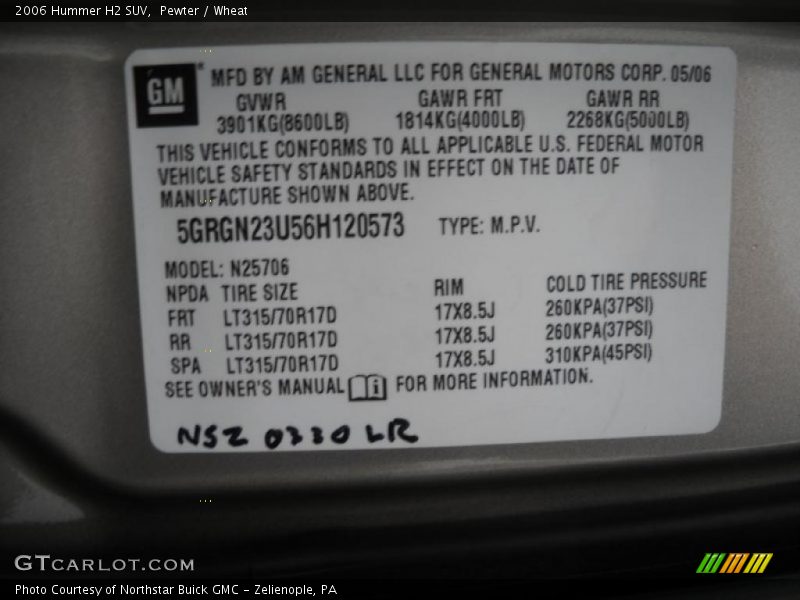 2006 Hummer H2 SUV, Pewter / Wheat
GM
MFD BY AM GENERAL LLC FOR GENERAL MOTORS CORP. 05/06
GVWR GAWR FRT GAWR RR
3901KG(8600LB) 1814KG(4000LB) 2268KG(5000LB)
THIS VEHICLE CONFORMS TO ALL APPLICABLE U.S. FEDERAL MOTOR
VEHICLE SAFETY STANDARDS IN EFFECT ON THE DATE OF
MANUFACTURE SHOWN ABOVE.
5GRGN23U56H120573 TYPE: M.P.V.
MODEL: N25706
NPDA TIRE SIZE RIM COLD TIRE PRESSURE
FRT LT315/70R17D 17X8.5J 260KPA(37PSI)
RR LT315/70R17D 17X8.5J 260KPA(37PSI)
SPA LT315/70R17D 17X8.5J 310KPA(45PSI)
SEE OWNER'S MANUAL i FOR MORE INFORMATION.
LR
GTCARLOT.COM
Photo Courtesy of Northstar Buick GMC - Zelienople, PA